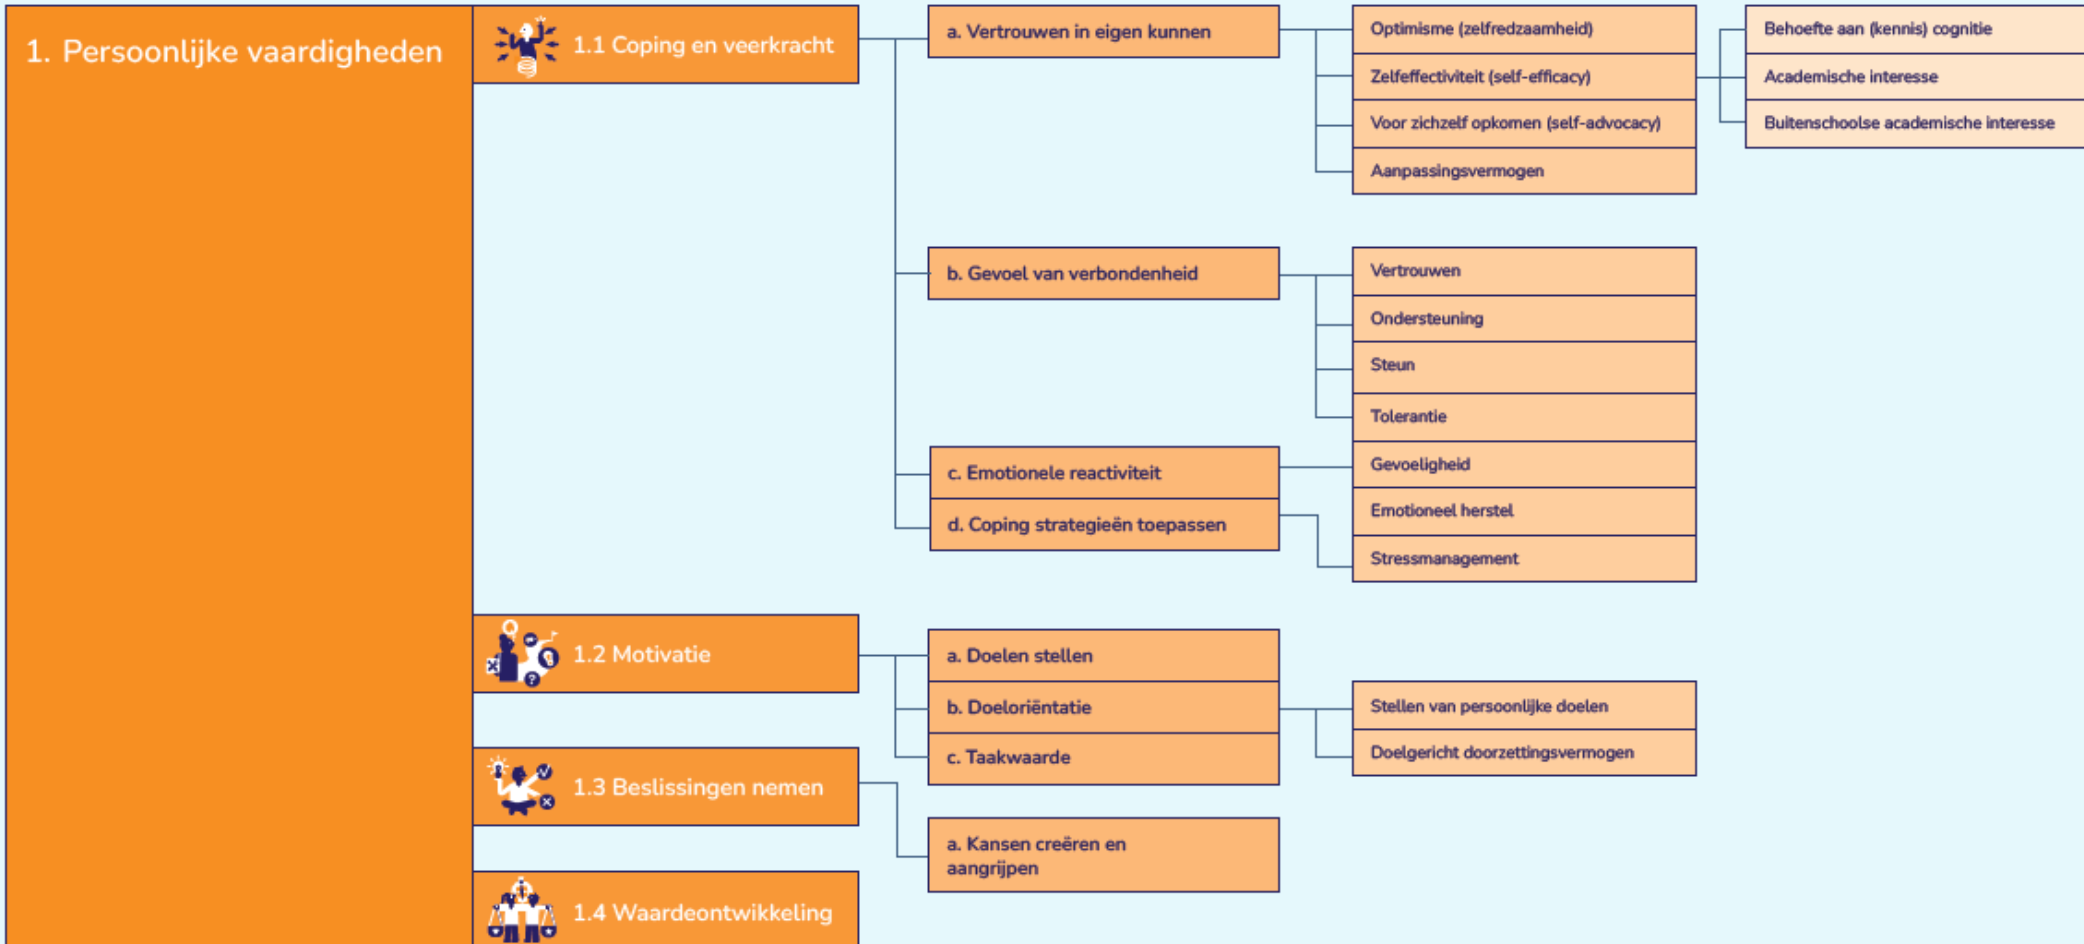 1. Persoonlijke vaardigheden
1.1 Coping en veerkracht
a. Vertrouwen in eigen kunnen
Optimisme (zelfredzaamheid)
Zelfeffectiviteit (self-efficacy)
Voor zichzelf opkomen (self-advocacy)
Aanpassingsvermogen
Behoefte aan (kennis) cognitie
Academische interesse
Buitenschoolse academische interesse
b. Gevoel van verbondenheid
Vertrouwen
Ondersteuning
Steun
Tolerantie
c. Emotionele reactiviteit
d. Coping strategieën toepassen
Gevoeligheid
Emotioneel herstel
Stressmanagement
1.2 Motivatie
a. Doelen stellen
b. Doeloriëntatie
c. Taakwaarde
Stellen van persoonlijke doelen
Doelgericht doorzettingsvermogen
1.3 Beslissingen nemen
a. Kansen creëren en
aangrijpen
1.4 Waardeontwikkeling